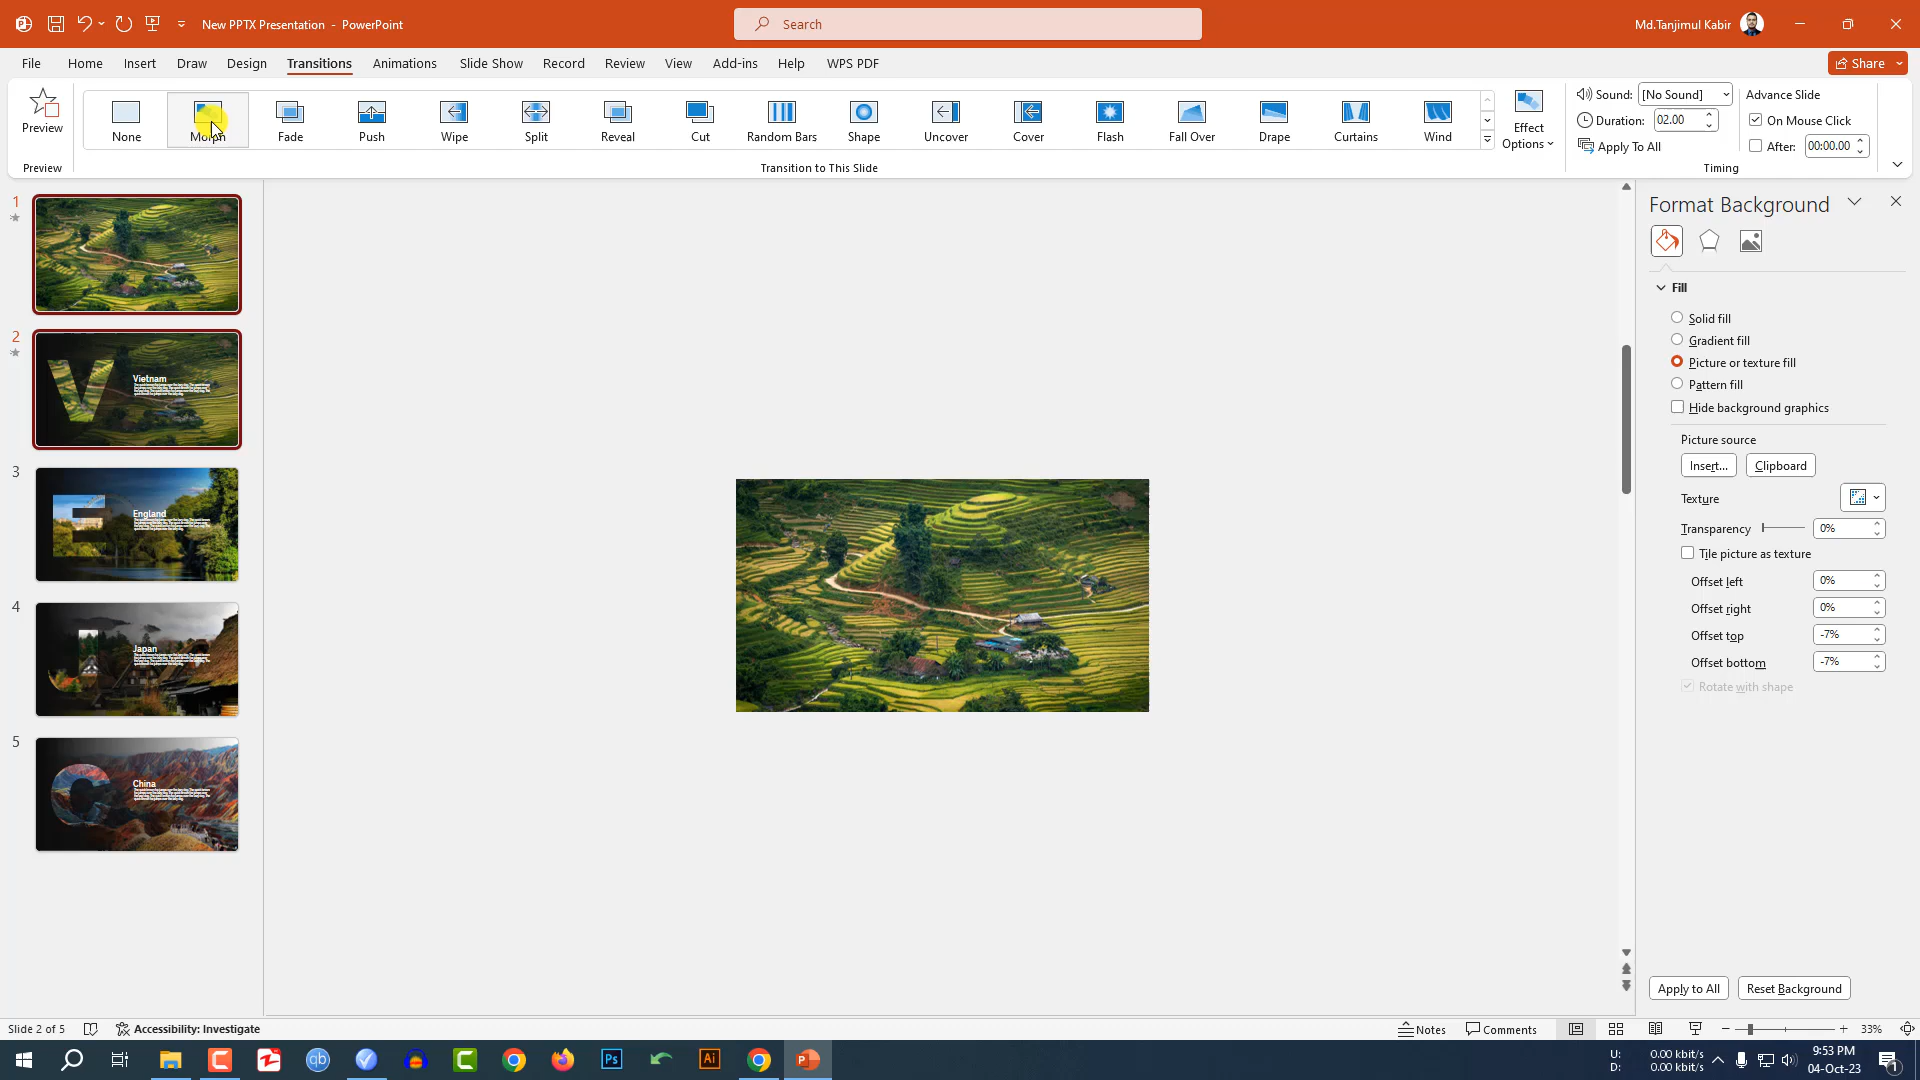 New PPTX Presentation - PowerPoint
Search
Md.Tanjimul Kabir
File Home Insert Draw Design Transitions Animations Slide Show Record Review View Add-ins Help WPS PDF
Share
Preview
None Morph Fade Push Wipe Split Reveal Cut Random Bars Shape Uncover Cover Flash Fall Over Drape Curtains Wind
Effect Options
Sound: [No Sound]
Duration: 02.00
Apply To All
Advance Slide
On Mouse Click
After: 00:00.00
Preview
Transition to This Slide
Timing
1
2
Vietnam
3
England
4
Japan
5
China
Format Background
Fill
Solid fill
Gradient fill
Picture or texture fill
Pattern fill
Hide background graphics
Picture source
Insert... Clipboard
Texture
Transparency 0%
Tile picture as texture
Offset left 0%
Offset right 0%
Offset top -7%
Offset bottom -7%
Rotate with shape
Apply to All Reset Background
Slide 2 of 5
Accessibility: Investigate
Notes
Comments
33%
U: 0.00 kbit/s
D: 0.00 kbit/s
9:53 PM
04-Oct-23